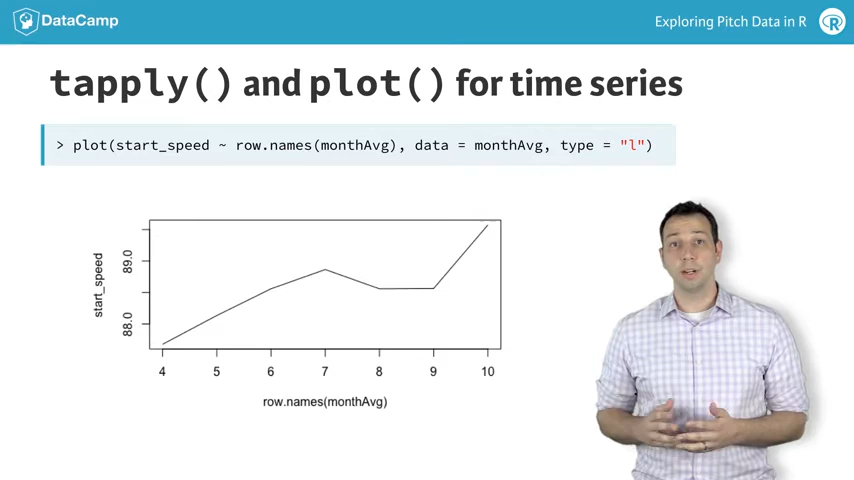 DataCamp
Exploring Pitch Data in R
R
tapply() and plot() for time series
> plot(start_speed ~ row.names(monthAvg), data = monthAvg, type = "l")
start_speed
89.0
88.0
4 5 6 7 8 9 10
row.names(monthAvg)